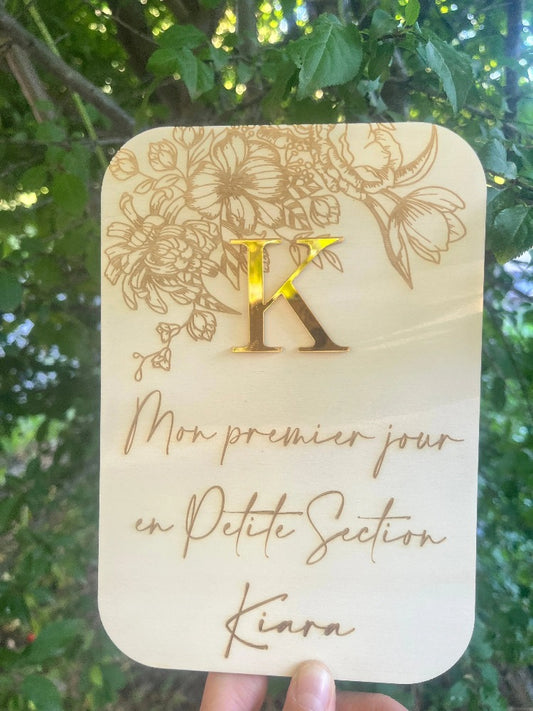 K
Mon premier jour
en Petite Section
Kiara